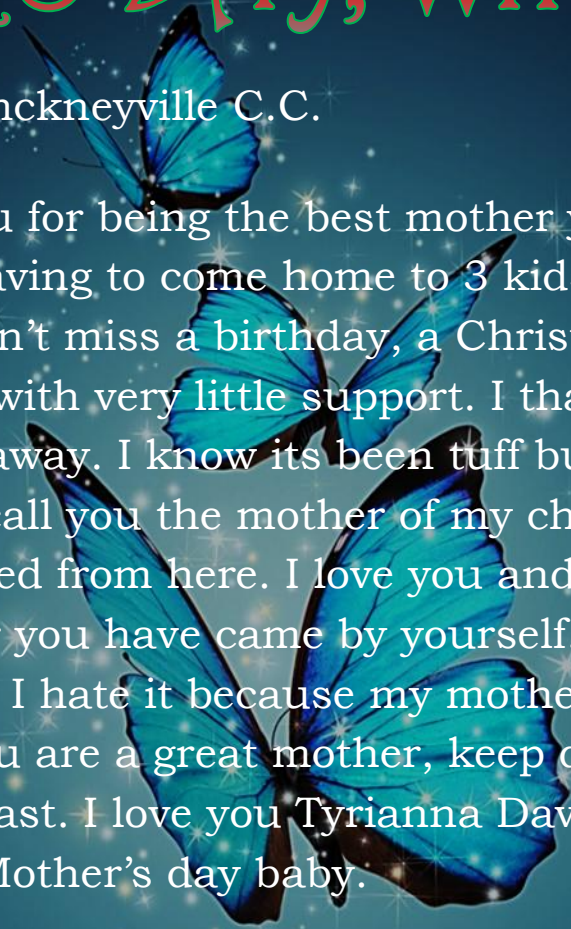 Day,
nckneyville C.C.
u for being the best mother y
aving to come home to 3 kid
n't miss a birthday, a Chris
with very little support. I tha
away. I know its been tuff bu
call you the mother of my ch
ed from here. I love you and
you have came by yourself.
I hate it because my mothe
u are a great mother, keep
ast. I love you Tyrianna Dav
Mother's day baby.